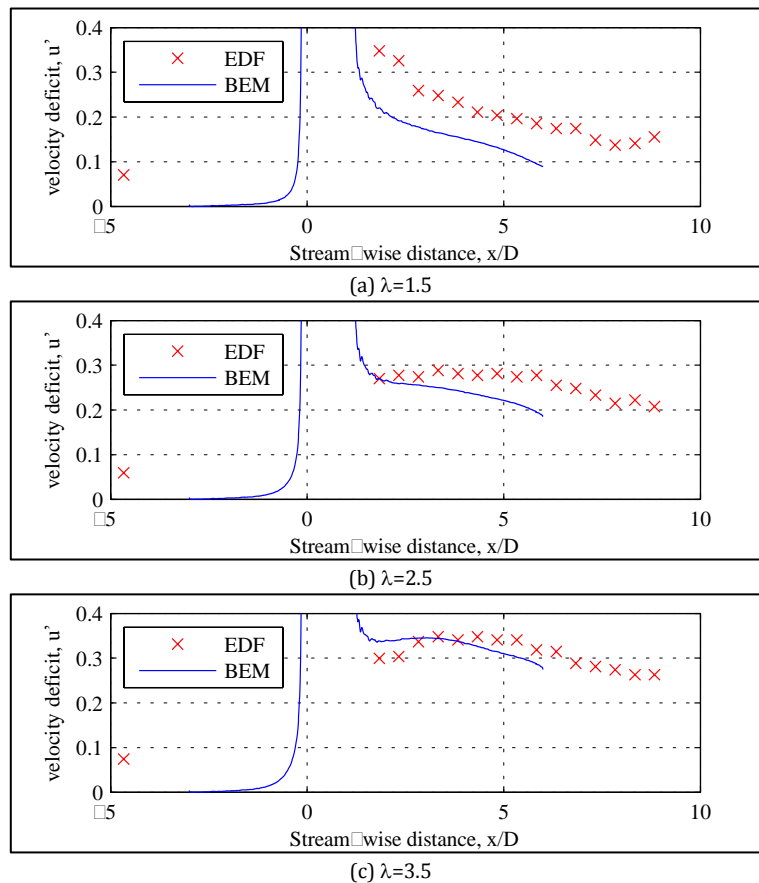 0.4
0.3
0.2
0.1
0
velocity deficit, u'
EDF
BEM
□5 0 5 10
Stream□wise distance, x/D
(a) λ=1.5
0.4
0.3
0.2
0.1
0
velocity deficit, u'
EDF
BEM
□5 0 5 10
Stream□wise distance, x/D
(b) λ=2.5
0.4
0.3
0.2
0.1
0
velocity deficit, u'
EDF
BEM
□5 0 5 10
Stream□wise distance, x/D
(c) λ=3.5